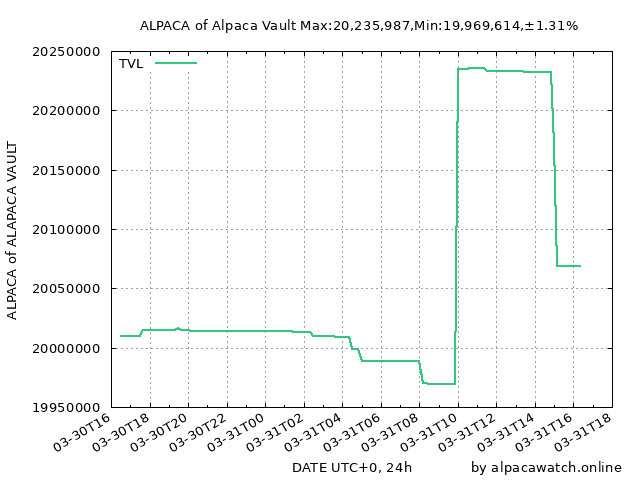 ALPACA of Alpaca Vault Max:20,235,987,Min:19,969,614,±1.31%
TVL
20250000
20200000
20150000
20100000
20050000
20000000
19950000
ALPACA of ALAPACA VAULT
03-30T16
03-30T18
03-30T20
03-30T22
03-31T00
03-31T02
03-31T04
03-31T06
03-31T08
03-31T10
03-31T12
03-31T14
03-31T16
03-31T18
DATE UTC+0, 24h
by alpacawatch.online